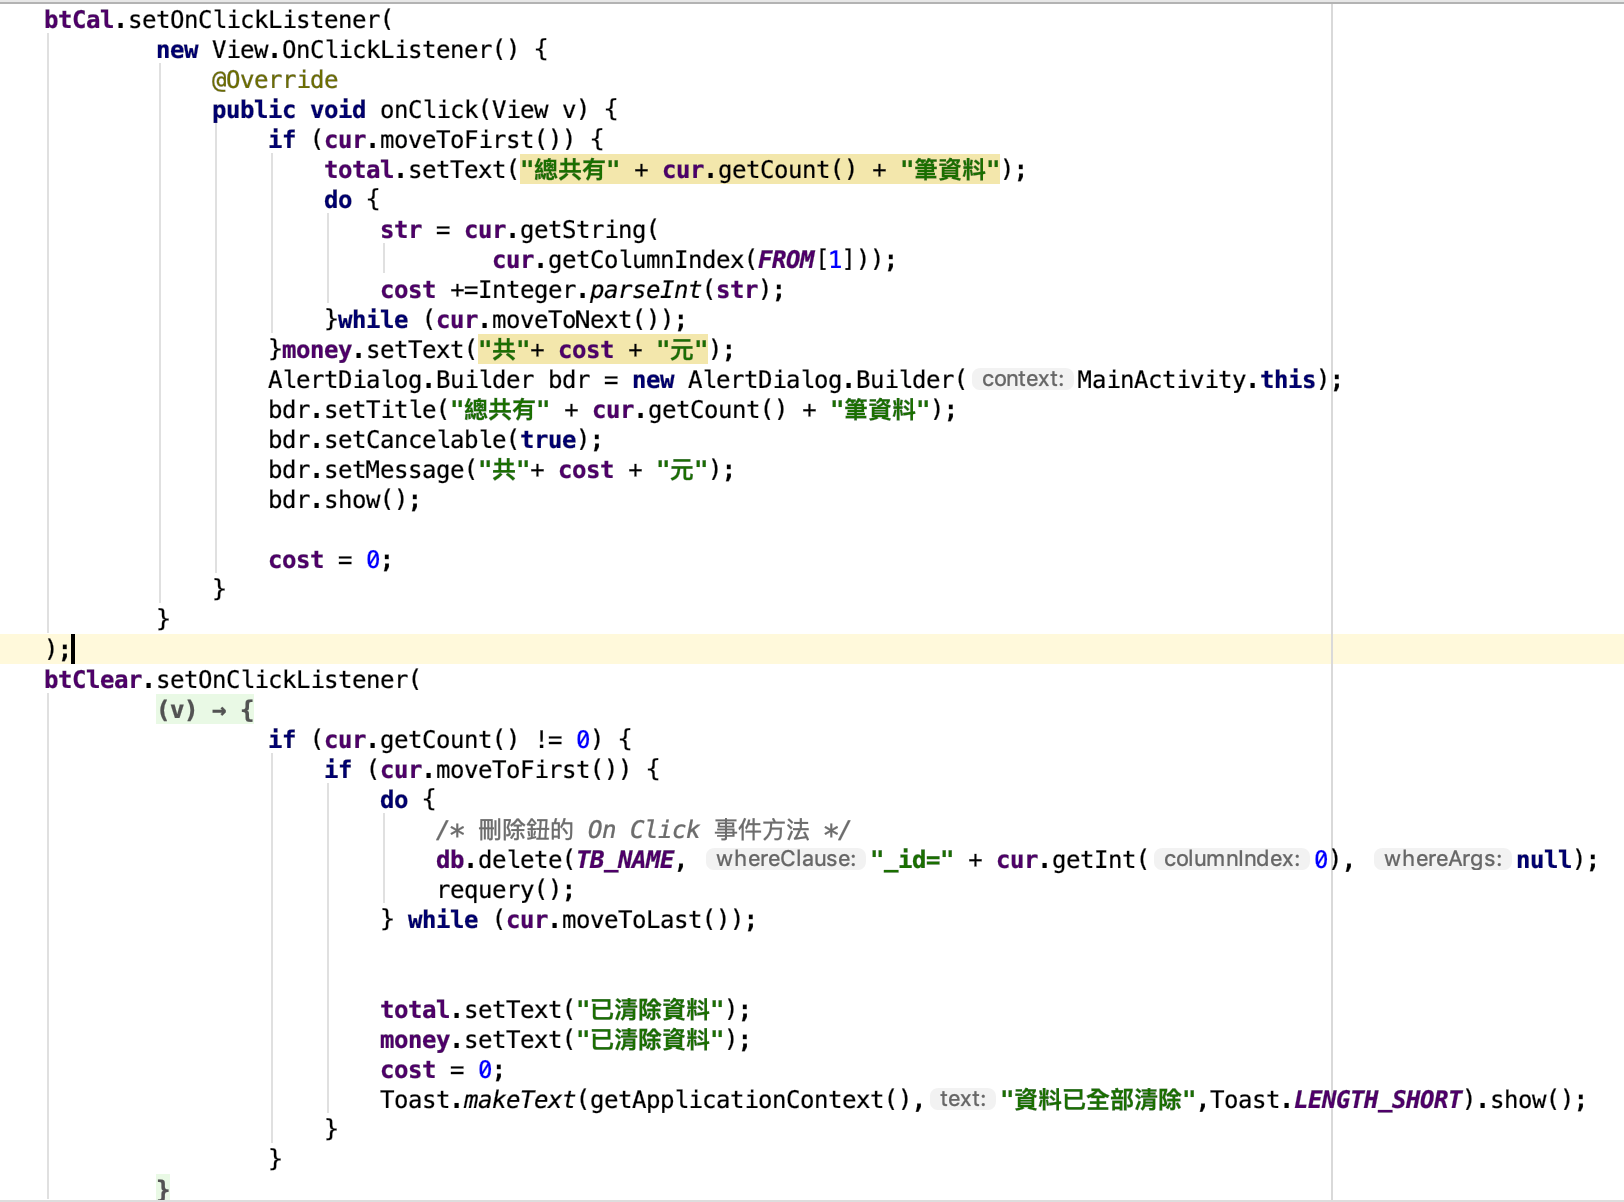 btCal.setOnClickListener(
new View.OnClickListener() {
@Override
public void onClick(View v) {
if (cur.moveToFirst()) {
total.setText("總共有" + cur.getCount() + "筆資料");
do {
str = cur.getString(
cur.getColumnIndex(FROM[1]));
cost +=Integer.parseInt(str);
}while (cur.moveToNext());
}money.setText("共"+ cost + "元");
AlertDialog.Builder bdr = new AlertDialog.Builder( context: MainActivity.this);
bdr.setTitle("總共有" + cur.getCount() + "筆資料");
bdr.setCancelable(true);
bdr.setMessage("共"+ cost + "元");
bdr.show();
cost = 0;
}
}
);
btClear.setOnClickListener(
(v) → {
if (cur.getCount() != 0) {
if (cur.moveToFirst()) {
do {
/* 刪除鈕的 On Click 事件方法 */
db.delete(TB_NAME, whereClause: "_id=" + cur.getInt( columnIndex: 0), whereArgs: null);
requery();
} while (cur.moveToLast());
total.setText("已清除資料");
money.setText("已清除資料");
cost = 0;
Toast.makeText(getApplicationContext(), text: "資料已全部清除",Toast.LENGTH_SHORT).show();
}
}
}